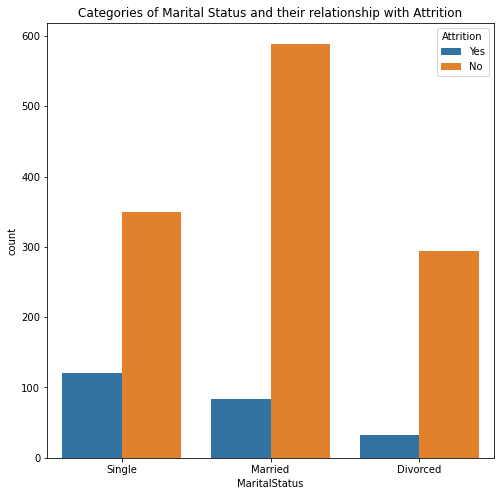 Categories of Marital Status and their relationship with Attrition
Attrition
Yes
No
600
500
400
300
200
100
0
count
Single Married Divorced
MaritalStatus